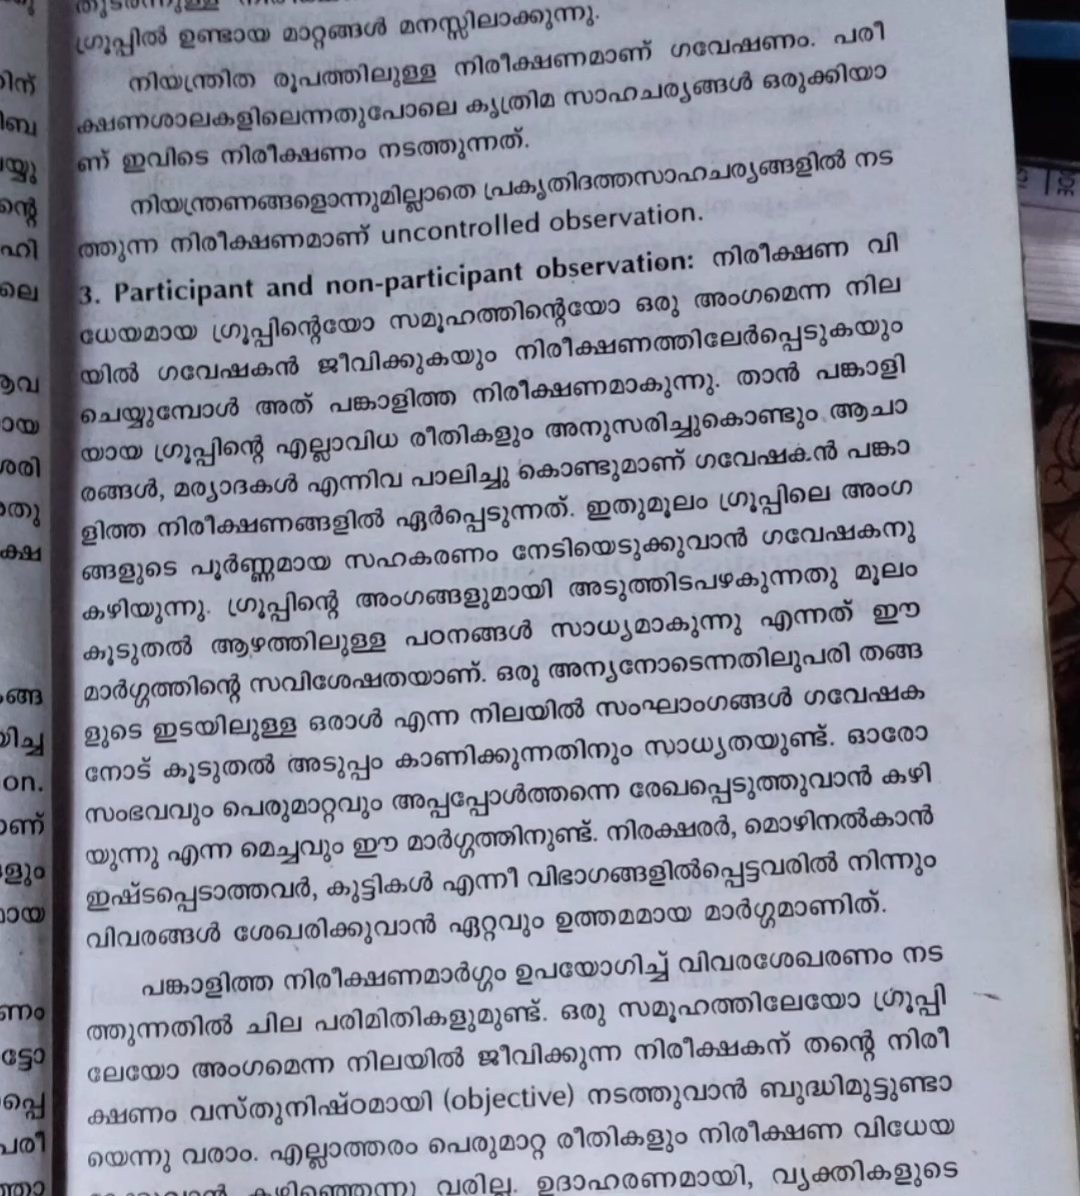 ഗ്രൂപ്പിൽ ഉണ്ടായ മാറ്റങ്ങൾ മനസ്സിലാക്കുന്നു.
നിയന്ത്രിത രൂപത്തിലുള്ള നിരീക്ഷണമാണ് ഗവേഷണം. പരീ
ക്ഷണശാലകളിലെന്നതുപോലെ കൃത്രിമ സാഹചര്യങ്ങൾ ഒരുക്കിയാ
ണ് ഇവിടെ നിരീക്ഷണം നടത്തുന്നത്.
നിയന്ത്രണങ്ങളൊന്നുമില്ലാതെ പ്രകൃതിദത്തസാഹചര്യങ്ങളിൽ നട
ത്തുന്ന നിരീക്ഷണമാണ് uncontrolled observation.
3. Participant and non-participant observation: നിരീക്ഷണ വി
ധേയമായ ഗ്രൂപ്പിന്റെയോ സമൂഹത്തിന്റെയോ ഒരു അംഗമെന്ന നില
യിൽ ഗവേഷകൻ ജീവിക്കുകയും നിരീക്ഷണത്തിലേർപ്പെടുകയും
ചെയ്യുമ്പോൾ അത് പങ്കാളിത്ത നിരീക്ഷണമാകുന്നു. താൻ പങ്കാളി
യായ ഗ്രൂപ്പിന്റെ എല്ലാവിധ രീതികളും അനുസരിച്ചുകൊണ്ടും ആചാ
രങ്ങൾ, മര്യാദകൾ എന്നിവ പാലിച്ചു കൊണ്ടുമാണ് ഗവേഷകൻ പങ്കാ
ളിത്ത നിരീക്ഷണങ്ങളിൽ ഏർപ്പെടുന്നത്. ഇതുമൂലം ഗ്രൂപ്പിലെ അംഗ
ങ്ങളുടെ പൂർണ്ണമായ സഹകരണം നേടിയെടുക്കുവാൻ ഗവേഷകനു
കഴിയുന്നു. ഗ്രൂപ്പിന്റെ അംഗങ്ങളുമായി അടുത്തിടപഴകുന്നതു മൂലം
കൂടുതൽ ആഴത്തിലുള്ള പഠനങ്ങൾ സാധ്യമാകുന്നു എന്നത് ഈ
മാർഗ്ഗത്തിന്റെ സവിശേഷതയാണ്. ഒരു അന്യനോടെന്നതിലുപരി തങ്ങ
ളുടെ ഇടയിലുള്ള ഒരാൾ എന്ന നിലയിൽ സംഘാംഗങ്ങൾ ഗവേഷക
നോട് കൂടുതൽ അടുപ്പം കാണിക്കുന്നതിനും സാധ്യതയുണ്ട്. ഓരോ
സംഭവവും പെരുമാറ്റവും അപ്പപ്പോൾത്തന്നെ രേഖപ്പെടുത്തുവാൻ കഴി
യുന്നു എന്ന മെച്ചവും ഈ മാർഗ്ഗത്തിനുണ്ട്. നിരക്ഷരർ, മൊഴിനൽകാൻ
ഇഷ്ടപ്പെടാത്തവർ, കുട്ടികൾ എന്നീ വിഭാഗങ്ങളിൽപ്പെട്ടവരിൽ നിന്നും
വിവരങ്ങൾ ശേഖരിക്കുവാൻ ഏറ്റവും ഉത്തമമായ മാർഗ്ഗമാണിത്.
പങ്കാളിത്ത നിരീക്ഷണമാർഗ്ഗം ഉപയോഗിച്ച് വിവരശേഖരണം നട
ത്തുന്നതിൽ ചില പരിമിതികളുമുണ്ട്. ഒരു സമൂഹത്തിലേയോ ഗ്രൂപ്പി
ലേയോ അംഗമെന്ന നിലയിൽ ജീവിക്കുന്ന നിരീക്ഷകന് തന്റെ നിരീ
ക്ഷണം വസ്തുനിഷ്ഠമായി (objective) നടത്തുവാൻ ബുദ്ധിമുട്ടുണ്ടാ
യെന്നു വരാം. എല്ലാത്തരം പെരുമാറ്റ രീതികളും നിരീക്ഷണ വിധേയ
കഴിഞ്ഞെന്നു വരില്ല. ഉദാഹരണമായി, വ്യക്തികളുടെ